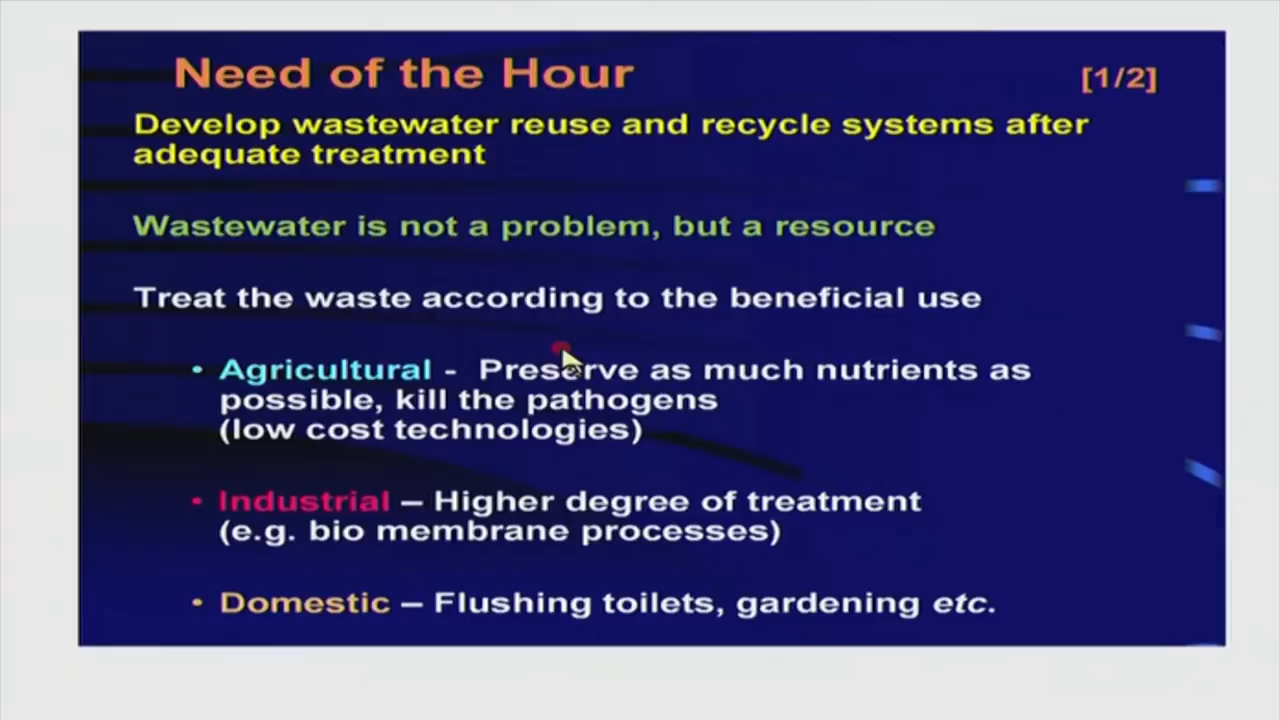 Need of the Hour
[1/2]
Develop wastewater reuse and recycle systems after
adequate treatment
Wastewater is not a problem, but a resource
Treat the waste according to the beneficial use
• Agricultural - Preserve as much nutrients as
possible, kill the pathogens
(low cost technologies)
• Industrial – Higher degree of treatment
(e.g. bio membrane processes)
• Domestic – Flushing toilets, gardening etc.